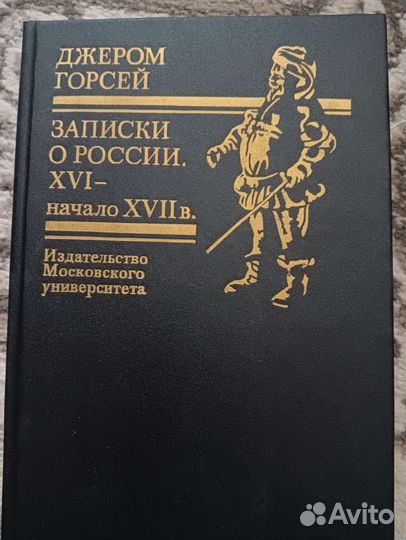 ДЖЕРОМ
ГОРСЕЙ
ЗАПИСКИ
О РОССИИ.
XVI–
начало XVII в.
Издательство
Московского
университета
Avito